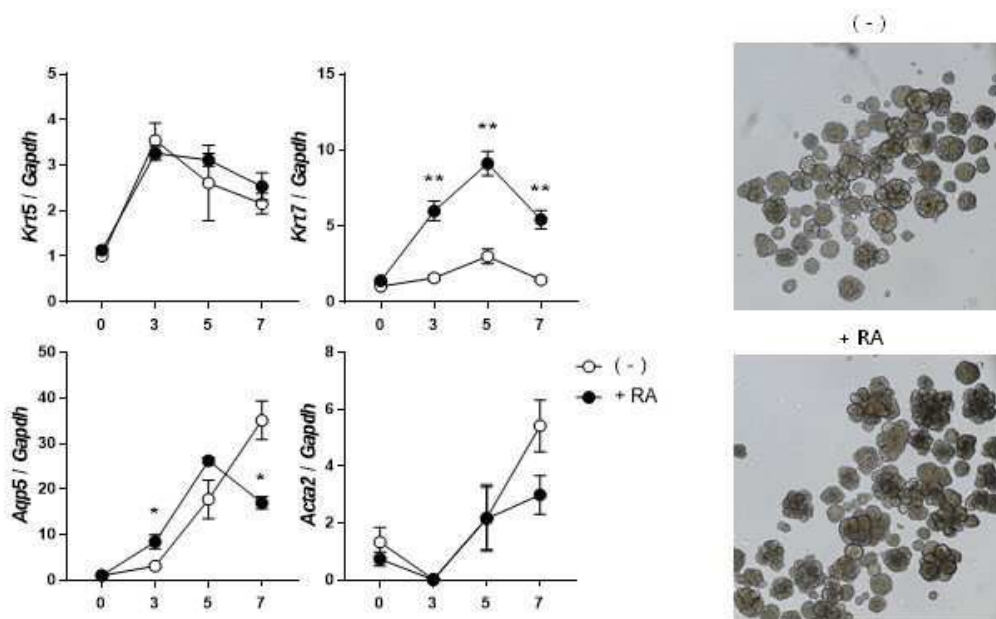 Krt5 / Gapdh
5
4
3
2
1
0
0 3 5 7
Krt7 / Gapdh
15
10
5
0
** ** **
0 3 5 7
Aqp5 / Gapdh
50
40
30
20
10
0
* *
0 3 5 7
Acta2 / Gapdh
8
6
4
2
0
0 3 5 7
( - )
+ RA
( - )
+ RA